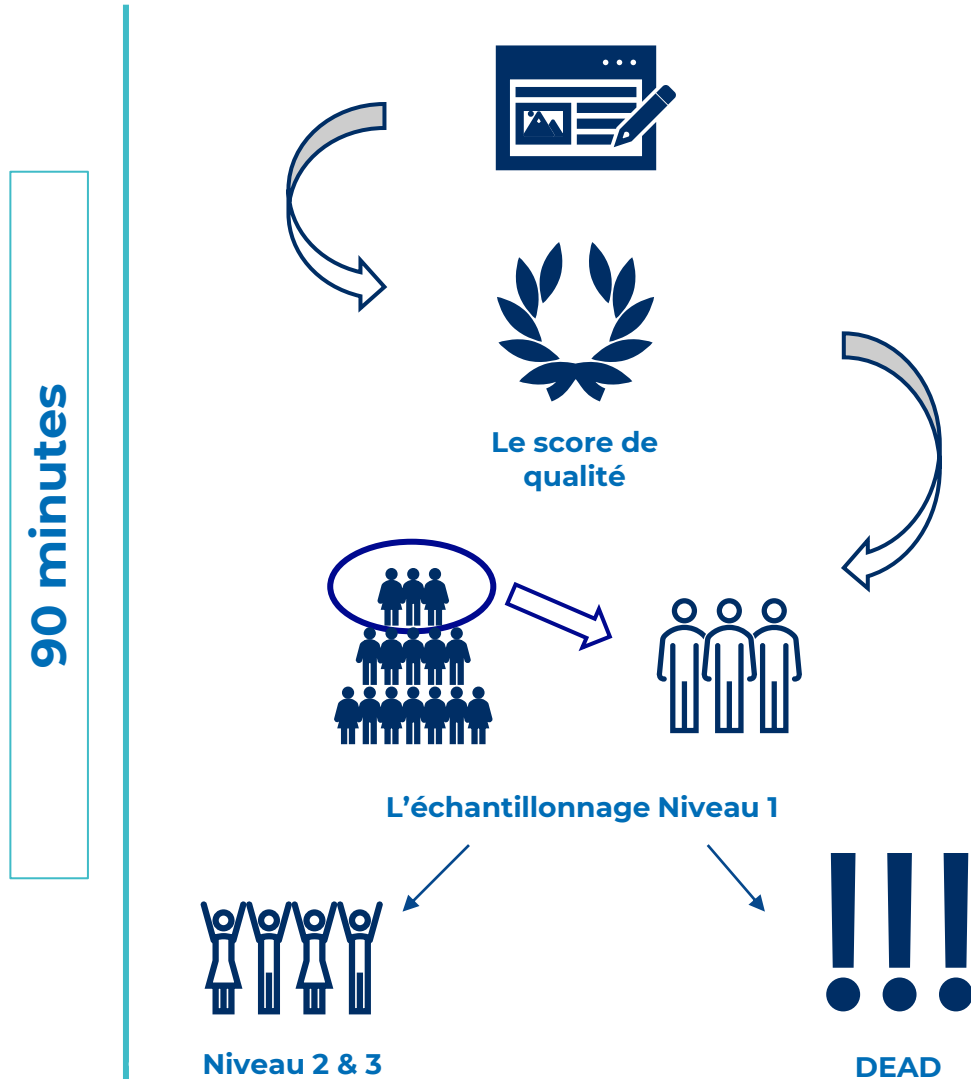 90 minutes
Le score de
qualité
L’échantillonnage Niveau 1
Niveau 2 & 3
DEAD